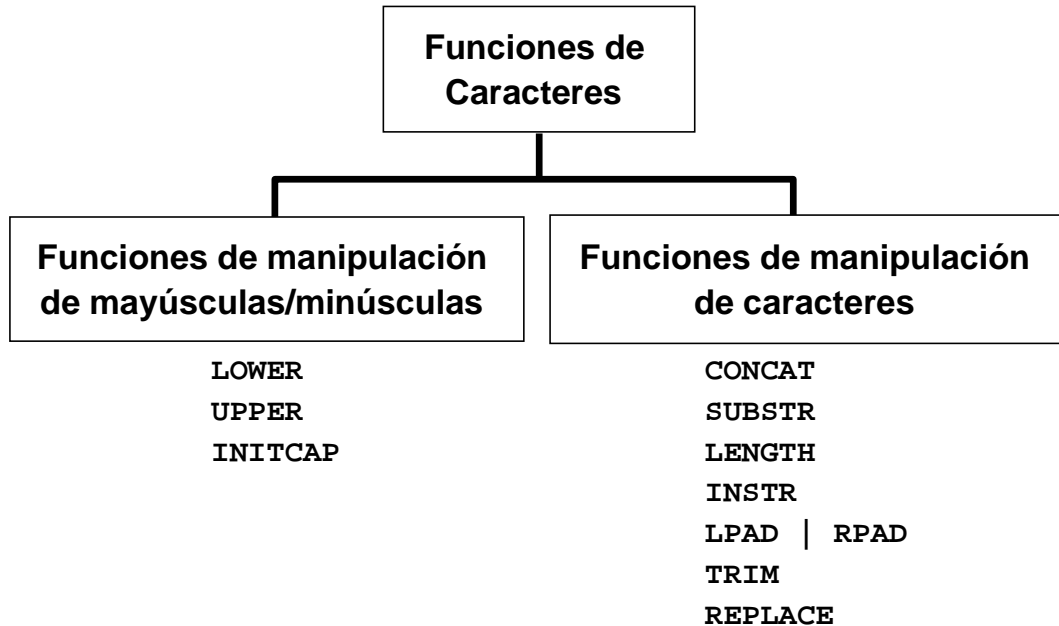 Funciones de
Caracteres
Funciones de manipulación
de mayúsculas/minúsculas
LOWER
UPPER
INITCAP
Funciones de manipulación
de caracteres
CONCAT
SUBSTR
LENGTH
INSTR
LPAD | RPAD
TRIM
REPLACE